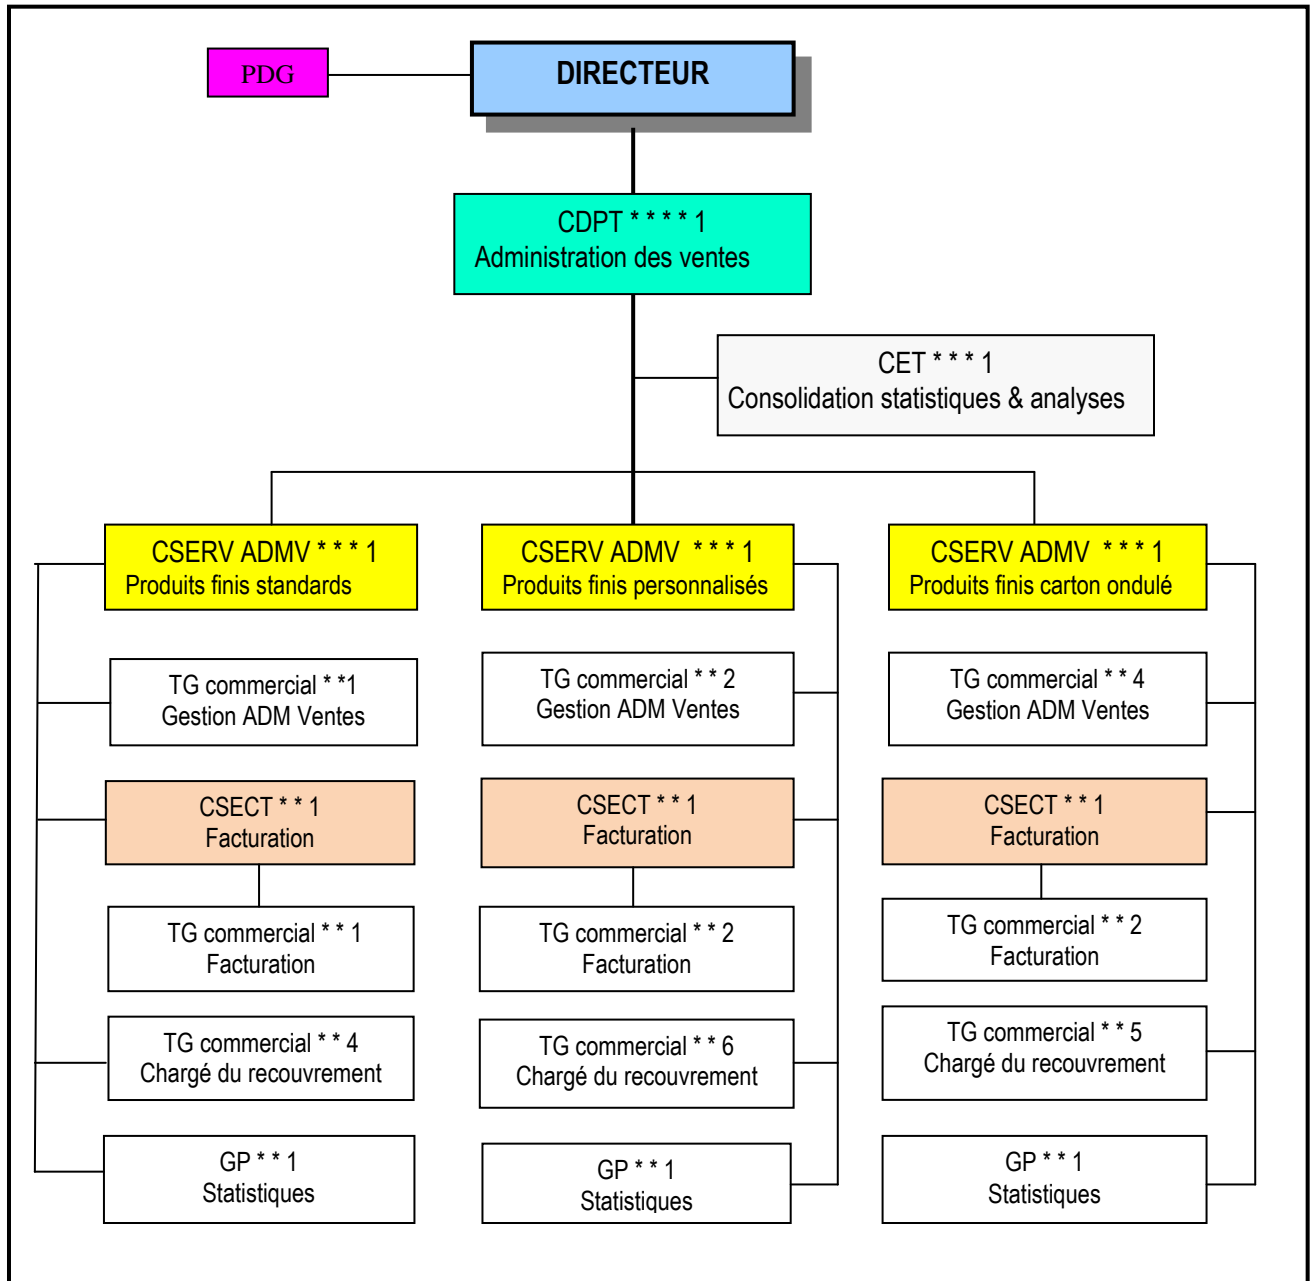 PDG
DIRECTEUR
CDPT * * * * 1
Administration des ventes
CET * * * 1
Consolidation statistiques & analyses
CSERV ADMV * * * 1
Produits finis standards
CSERV ADMV * * * 1
Produits finis personnalisés
CSERV ADMV * * * 1
Produits finis carton ondulé
TG commercial * *1
Gestion ADM Ventes
TG commercial * * 2
Gestion ADM Ventes
TG commercial * * 4
Gestion ADM Ventes
CSECT * * 1
Facturation
CSECT * * 1
Facturation
CSECT * * 1
Facturation
TG commercial * * 1
Facturation
TG commercial * * 2
Facturation
TG commercial * * 2
Facturation
TG commercial * * 4
Chargé du recouvrement
TG commercial * * 6
Chargé du recouvrement
TG commercial * * 5
Chargé du recouvrement
GP * * 1
Statistiques
GP * * 1
Statistiques
GP * * 1
Statistiques